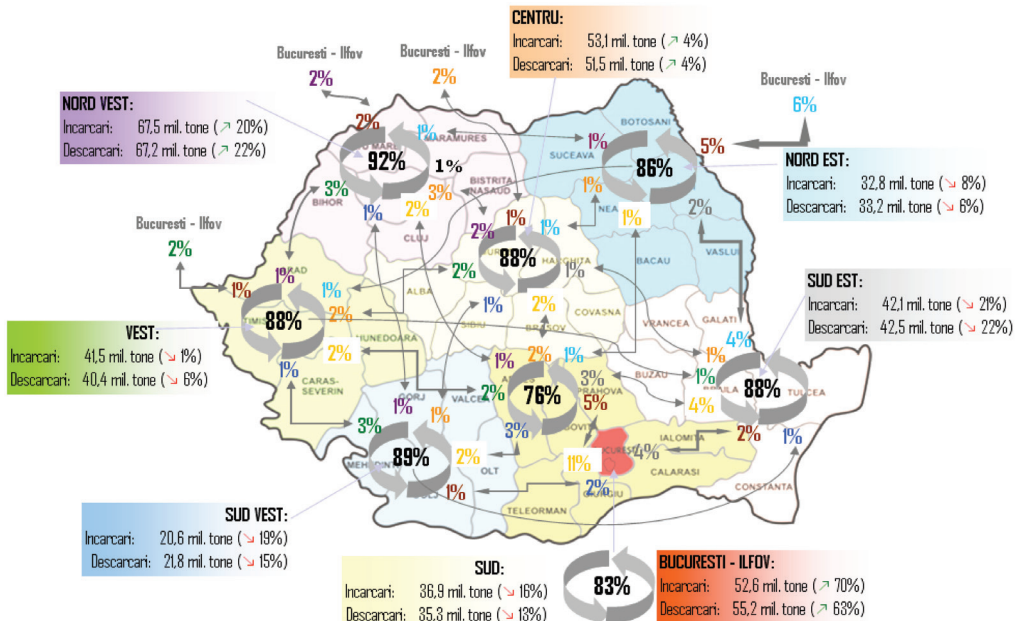 CENTRU:
Incarcari: 53,1 mil. tone (↗ 4%)
Descarcari: 51,5 mil. tone (↗ 4%)
Bucuresti - Ilfov
2%
Bucuresti - Ilfov
2%
Bucuresti - Ilfov
6%
NORD VEST:
Incarcari: 67,5 mil. tone (↗ 20%)
Descarcari: 67,2 mil. tone (↗ 22%)
2%
1%
MARAMURES
92%
1%
3%
3%
BIHOR
BISTRITA
NASAUD
1%
2%
CLUJ
BOTOSANI
1%
SUCEAVA
5%
86%
1%
1%
2%
BACAU
VASLUI
NORD EST:
Incarcari: 32,8 mil. tone (↘ 8%)
Descarcari: 33,2 mil. tone (↘ 6%)
Bucuresti - Ilfov
2%
1%
2%
1%
88%
HARGHITA
2%
1%
1%
2%
ALBA
SIBIU
BRASOV
COVASNA
VRANCEA
GALATI
SUD EST:
Incarcari: 42,1 mil. tone (↘ 21%)
Descarcari: 42,5 mil. tone (↘ 22%)
1%
1%
1%
88%
2%
HUNEDOARA
2%
1%
CARAS-
SEVERIN
VEST:
Incarcari: 41,5 mil. tone (↘ 1%)
Descarcari: 40,4 mil. tone (↘ 6%)
4%
1%
1%
BUZAU
88%
TULCEA
4%
2%
1%
CONSTANTA
1%
2%
1%
3%
PRAHOVA
2%
76%
5%
3%
11%
4%
IALOMITA
CALARASI
2%
GIURGIU
TELEORMAN
GORJ
VALCEA
1%
1%
3%
89%
2%
OLT
1%
SUD VEST:
Incarcari: 20,6 mil. tone (↘ 19%)
Descarcari: 21,8 mil. tone (↘ 15%)
SUD:
Incarcari: 36,9 mil. tone (↘ 16%)
Descarcari: 35,3 mil. tone (↘ 13%)
83%
BUCURESTI - ILFOV:
Incarcari: 52,6 mil. tone (↗ 70%)
Descarcari: 55,2 mil. tone (↗ 63%)